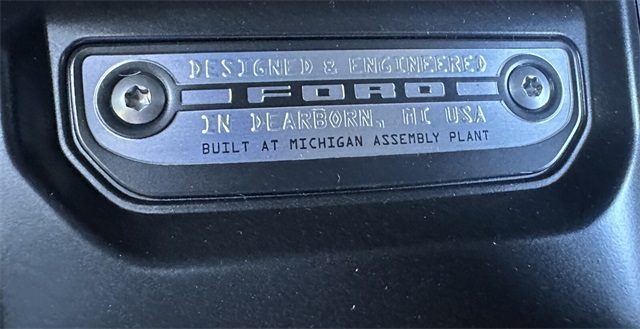 DESIGNED & ENGINEERED
FORD
IN DEARBORN, MI USA
BUILT AT MICHIGAN ASSEMBLY PLANT